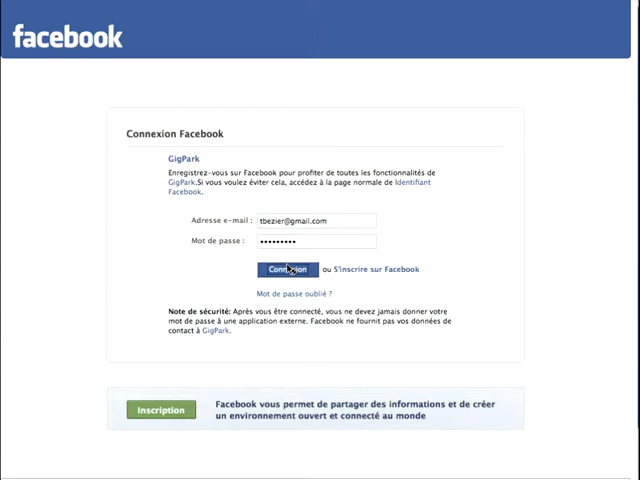 facebook
Connexion Facebook
GigPark
Enregistrez-vous sur Facebook pour profiter de toutes les fonctionnalités de
GigPark.Si vous voulez éviter cela, accédez à la page normale de Identifiant
Facebook.
Adresse e-mail : tbezier@gmail.com
Mot de passe : •••••••••
Connexion ou S'inscrire sur Facebook
Mot de passe oublié ?
Note de sécurité: Après vous être connecté, vous ne devez jamais donner votre
mot de passe à une application externe. Facebook ne fournit pas vos données de
contact à GigPark.
Inscription
Facebook vous permet de partager des informations et de créer
un environnement ouvert et connecté au monde